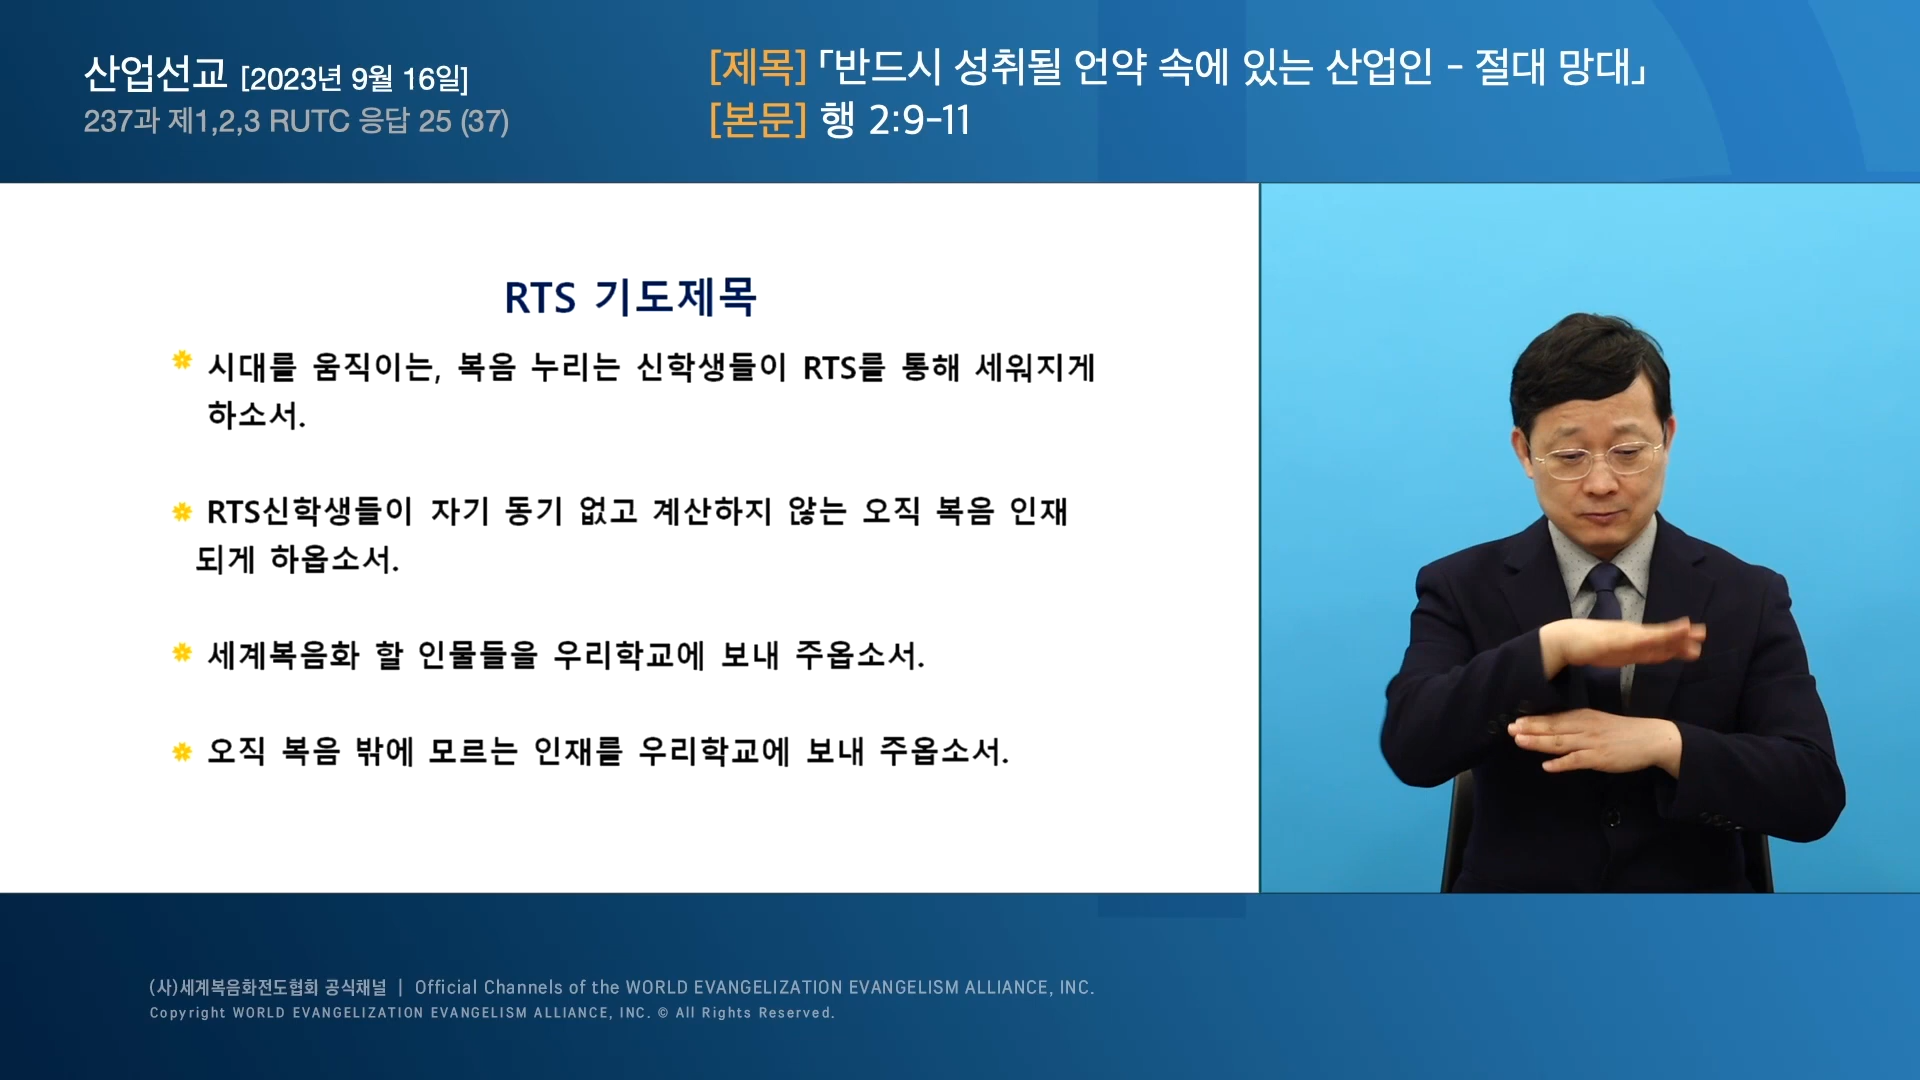 산업선교 [2023년 9월 16일]
237과 제1,2,3 RUTC 응답 25 (37)
[제목] 「반드시 성취될 언약 속에 있는 산업인 - 절대 망대」
[본문] 행 2:9-11
RTS 기도제목
시대를 움직이는, 복음 누리는 신학생들이 RTS를 통해 세워지게
하소서.
RTS신학생들이 자기 동기 없고 계산하지 않는 오직 복음 인재
되게 하옵소서.
세계복음화 할 인물들을 우리학교에 보내 주옵소서.
오직 복음 밖에 모르는 인재를 우리학교에 보내 주옵소서.
(사)세계복음화전도협회 공식채널 | Official Channels of the WORLD EVANGELIZATION EVANGELISM ALLIANCE, INC.
Copyright WORLD EVANGELIZATION EVANGELISM ALLIANCE, INC. © All Rights Reserved.